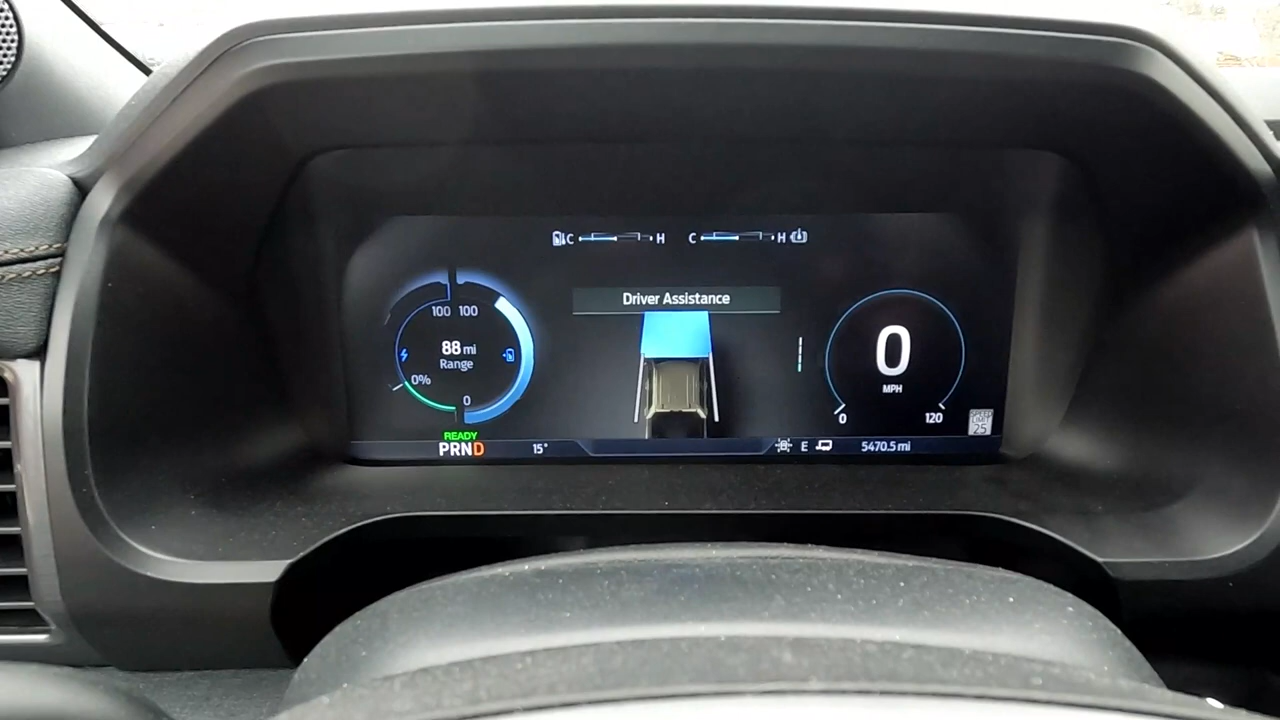 C H C H
Driver Assistance
100 100
88 mi
Range
0%
0
0
MPH
0 120
SPEED
LIMIT
25
READY
PRND 15° E 5470.5 mi